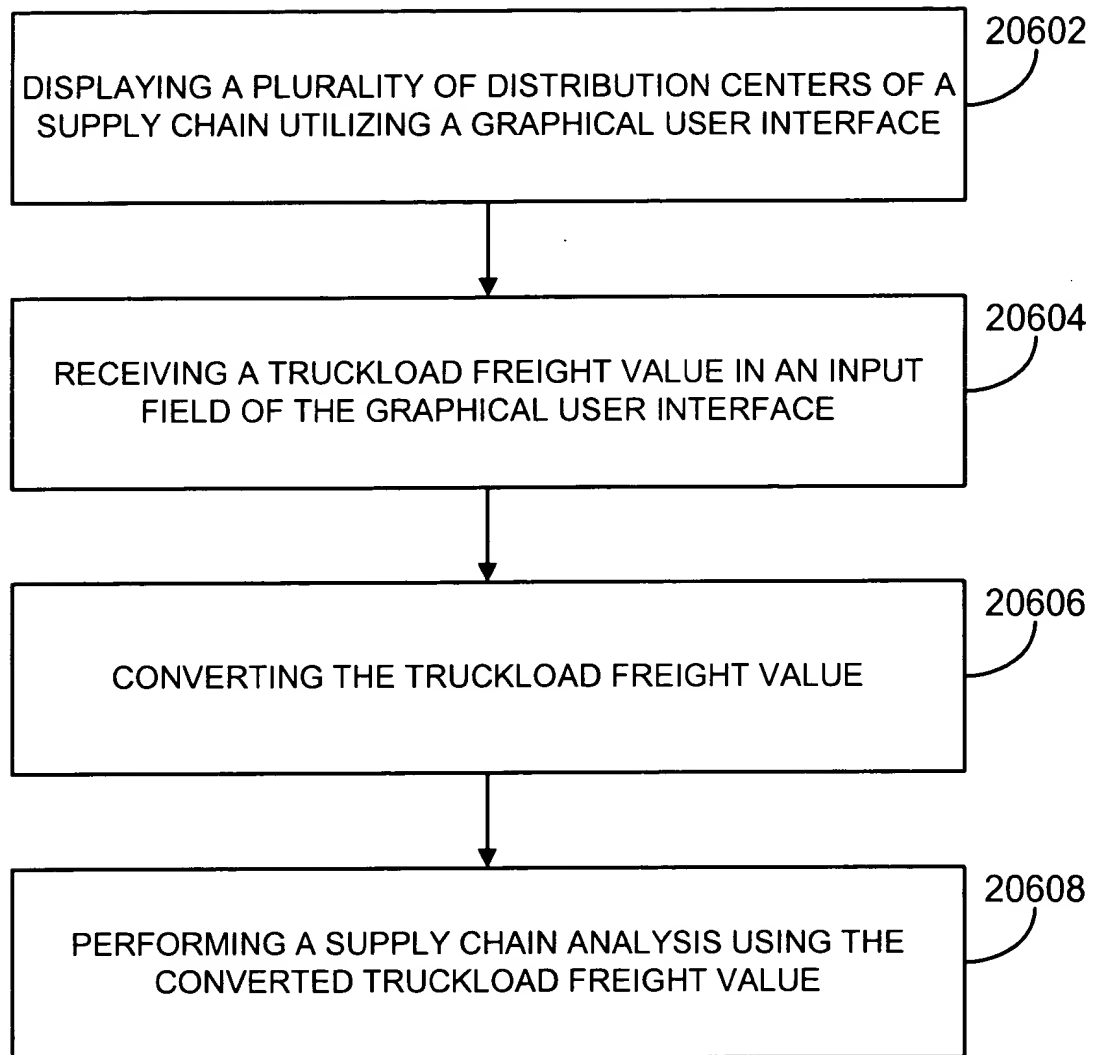 20602
DISPLAYING A PLURALITY OF DISTRIBUTION CENTERS OF A
SUPPLY CHAIN UTILIZING A GRAPHICAL USER INTERFACE
20604
RECEIVING A TRUCKLOAD FREIGHT VALUE IN AN INPUT
FIELD OF THE GRAPHICAL USER INTERFACE
20606
CONVERTING THE TRUCKLOAD FREIGHT VALUE
20608
PERFORMING A SUPPLY CHAIN ANALYSIS USING THE
CONVERTED TRUCKLOAD FREIGHT VALUE